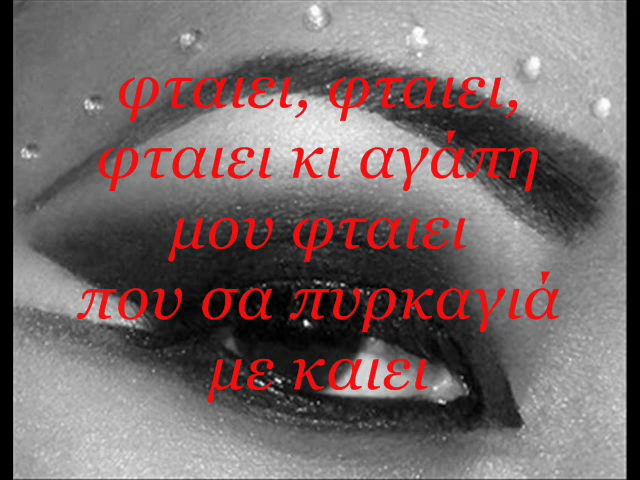 φταιει, φταιει,
φταιει κι αγάπη
μου φταιει
που σα πυρκαγιά
με καιει